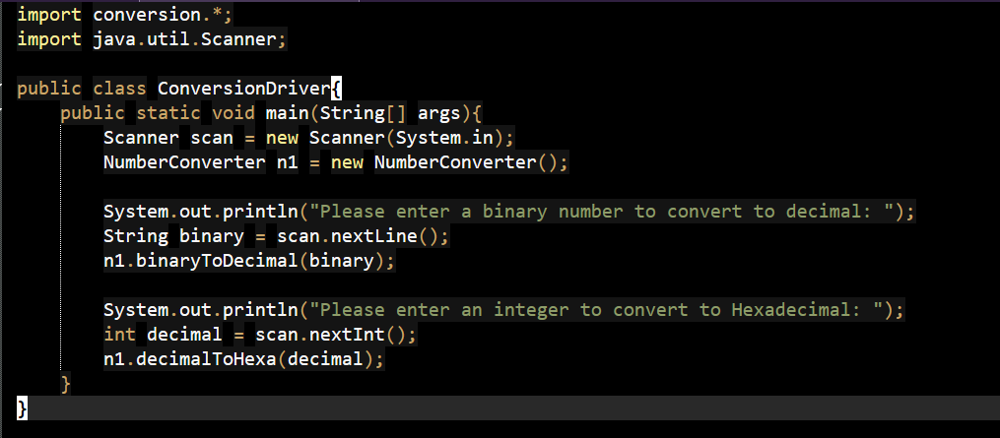 import conversion.*;
import java.util.Scanner;
public class ConversionDriver{
public static void main(String[] args){
Scanner scan = new Scanner(System.in);
NumberConverter n1 = new NumberConverter();
System.out.println("Please enter a binary number to convert to decimal: ");
String binary = scan.nextLine();
n1.binaryToDecimal(binary);
System.out.println("Please enter an integer to convert to Hexadecimal: ");
int decimal = scan.nextInt();
n1.decimalToHexa(decimal);
}
}